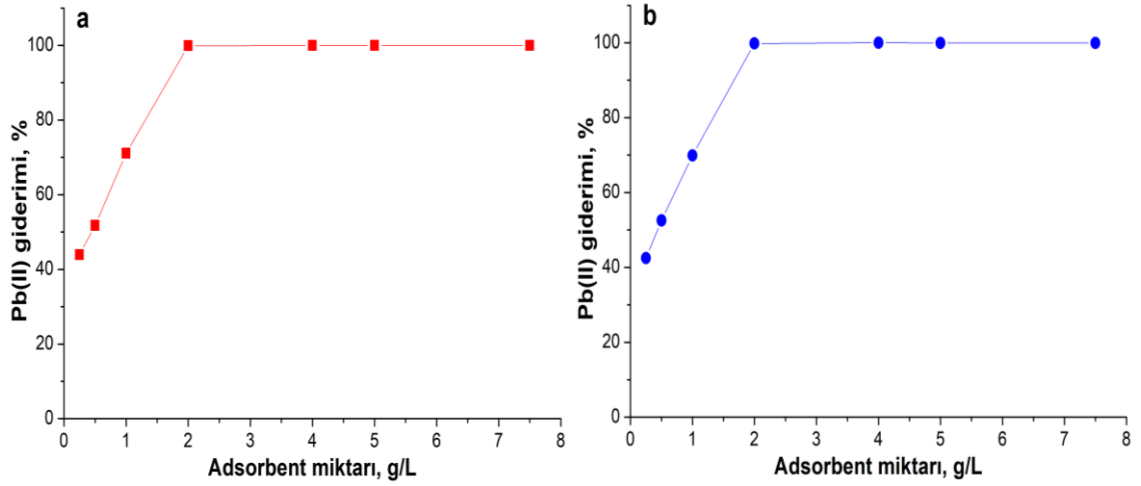 a
Pb(II) giderimi, %
100
80
60
40
20
0
0 1 2 3 4 5 6 7 8
Adsorbent miktarı, g/L
b
Pb(II) giderimi, %
100
80
60
40
20
0
0 1 2 3 4 5 6 7 8
Adsorbent miktarı, g/L